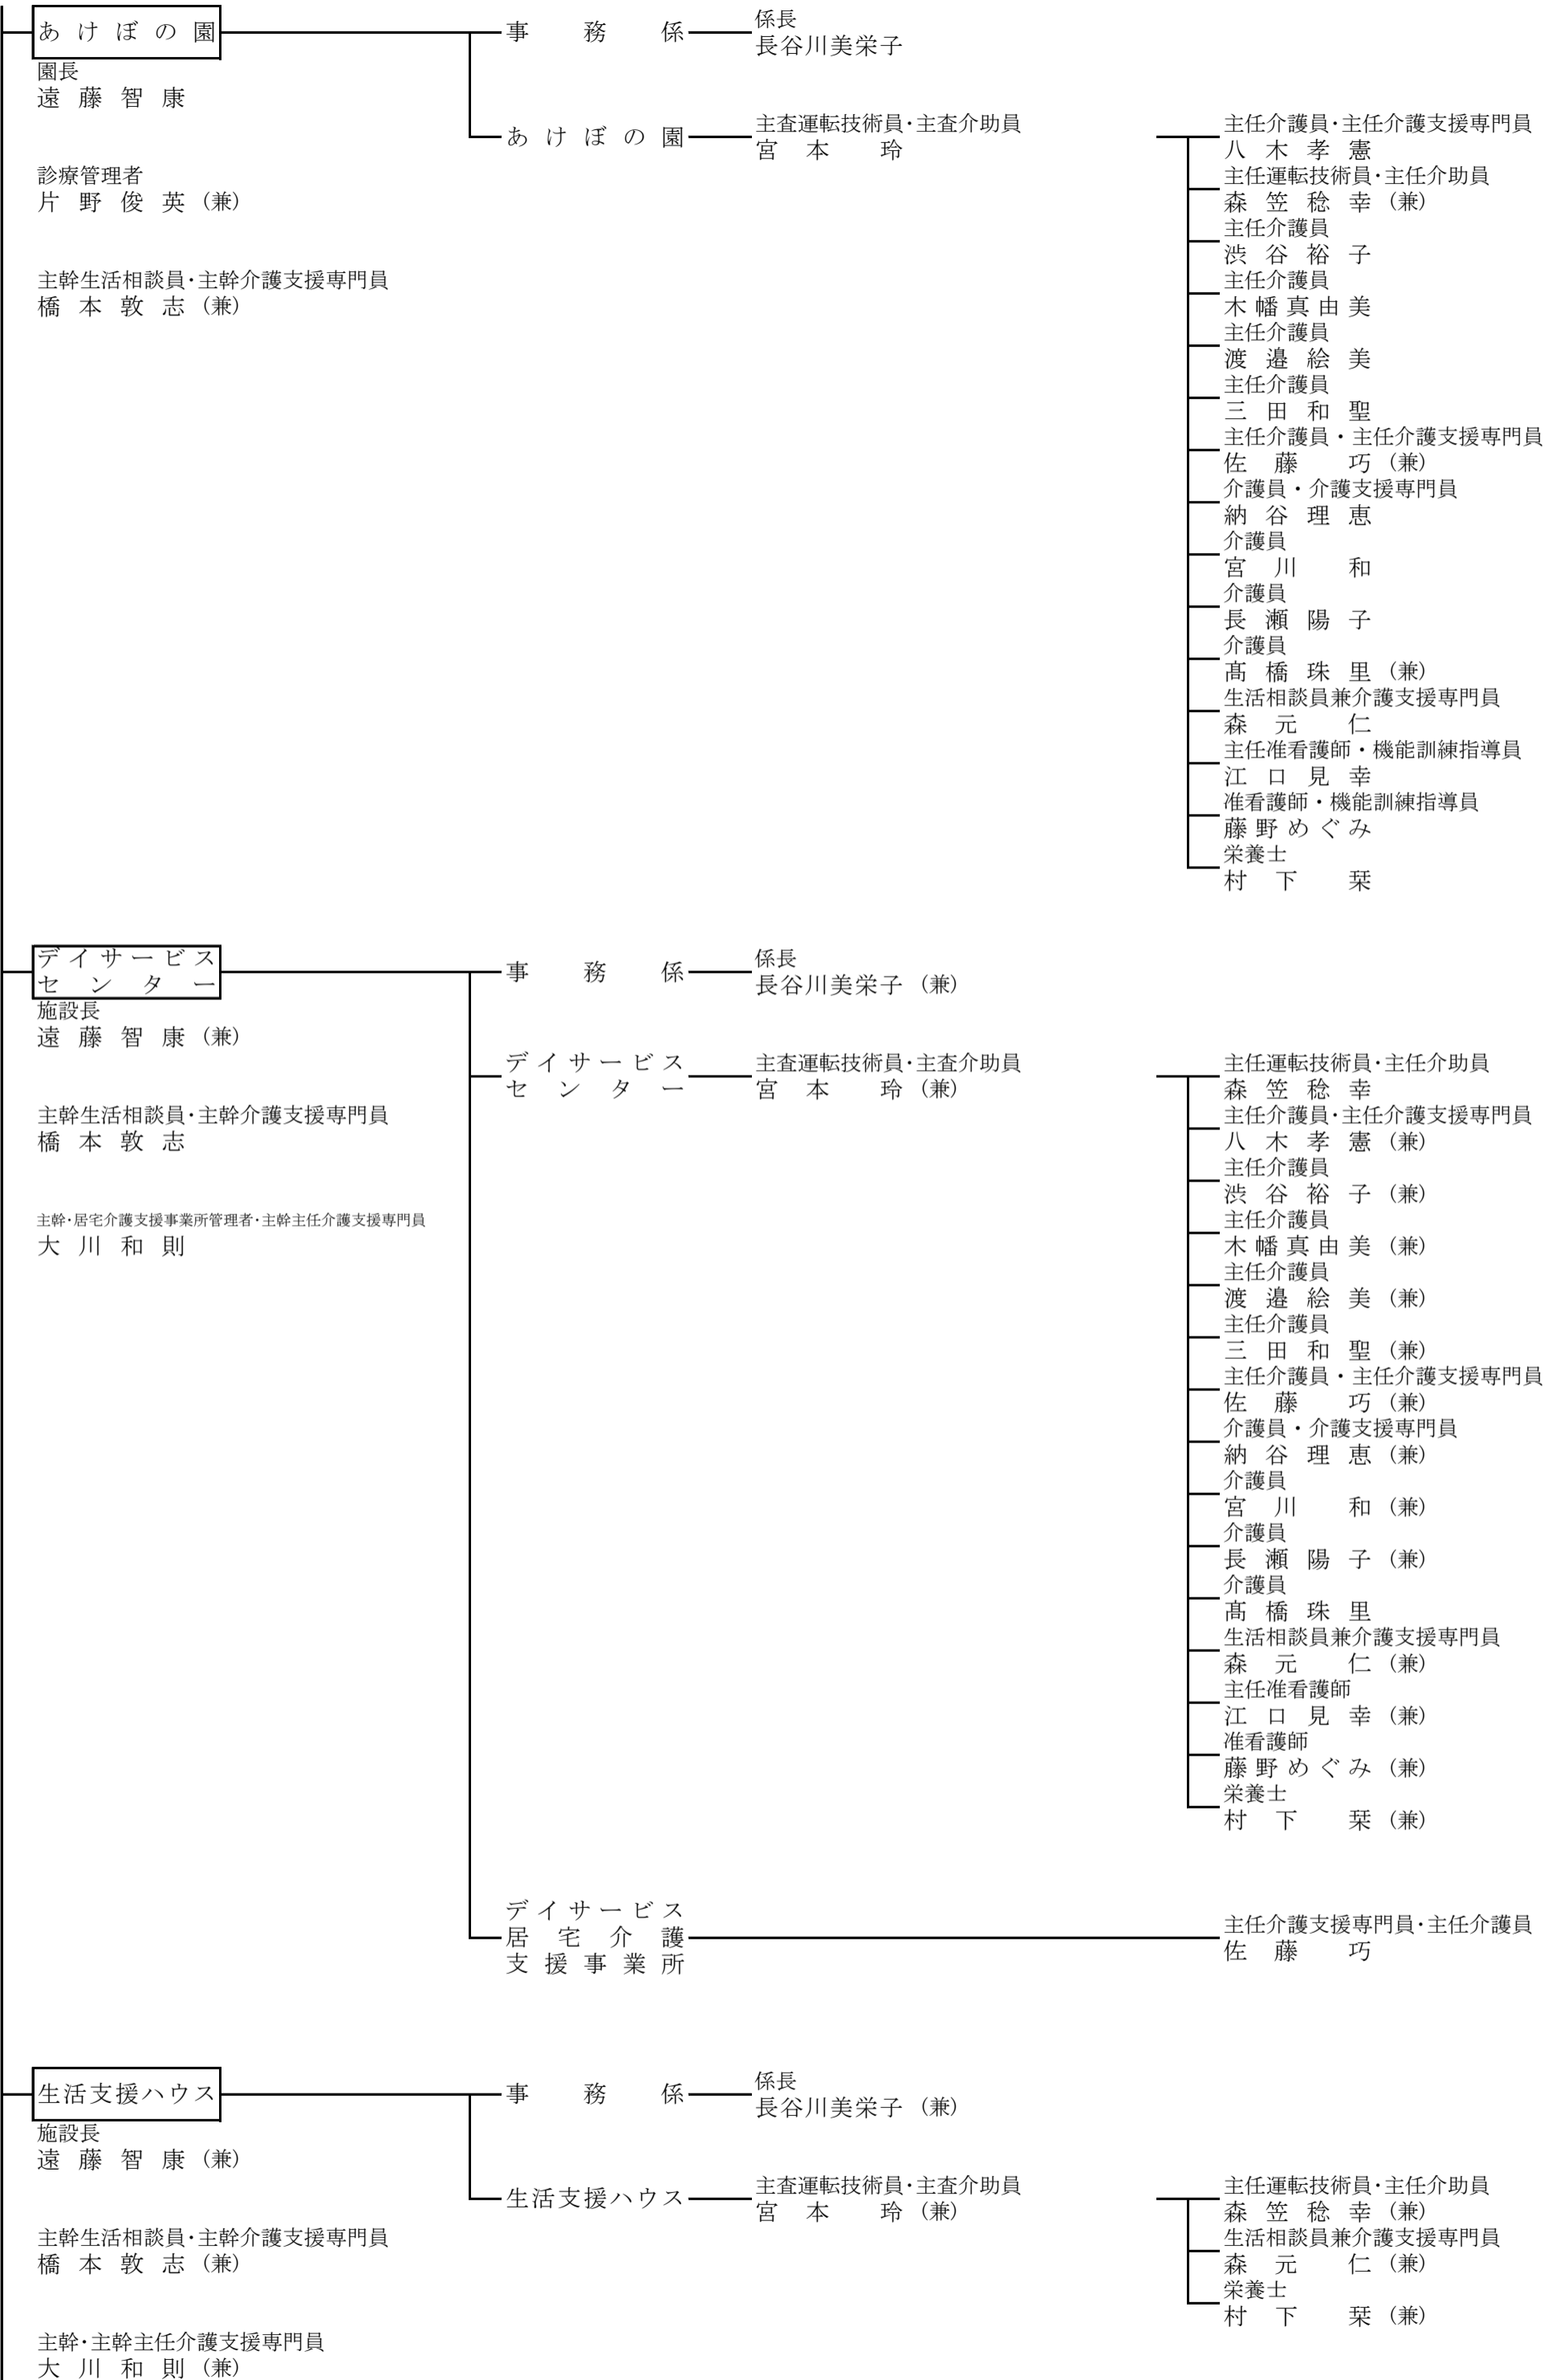 あけぼの園
園長
遠藤智康
診療管理者
片野俊英（兼）
主幹生活相談員・主幹介護支援専門員
橋本敦志（兼）
事務係
係長
長谷川美栄子
あけぼの園
主査運転技術員・主査介助員
宮本玲
主任介護員・主任介護支援専門員
八木孝憲
主任運転技術員・主任介助員
森笠稔幸（兼）
主任介護員
渋谷裕子
主任介護員
木幡真由美
主任介護員
渡邉絵美
主任介護員
三田和聖
主任介護員・主任介護支援専門員
佐藤巧（兼）
介護員・介護支援専門員
納谷理恵
介護員
宮川和
介護員
長瀬陽子
介護員
髙橋珠里（兼）
生活相談員兼介護支援専門員
森元仁
主任准看護師・機能訓練指導員
江口見幸
准看護師・機能訓練指導員
藤野めぐみ
栄養士
村下栞
デイサービス
センター
施設長
遠藤智康（兼）
主幹生活相談員・主幹介護支援専門員
橋本敦志
主幹・居宅介護支援事業所管理者・主幹主任介護支援専門員
大川和則
事務係
係長
長谷川美栄子（兼）
デイサービス
センター
主査運転技術員・主査介助員
宮本玲（兼）
主任運転技術員・主任介助員
森笠稔幸
主任介護員・主任介護支援専門員
八木孝憲（兼）
主任介護員
渋谷裕子（兼）
主任介護員
木幡真由美（兼）
主任介護員
渡邉絵美（兼）
主任介護員
三田和聖（兼）
主任介護員・主任介護支援専門員
佐藤巧（兼）
介護員・介護支援専門員
納谷理恵（兼）
介護員
宮川和（兼）
介護員
長瀬陽子（兼）
介護員
髙橋珠里
生活相談員兼介護支援専門員
森元仁（兼）
主任准看護師
江口見幸（兼）
准看護師
藤野めぐみ（兼）
栄養士
村下栞（兼）
デイサービス
居宅介護
支援事業所
主任介護支援専門員・主任介護員
佐藤巧
生活支援ハウス
施設長
遠藤智康（兼）
主幹生活相談員・主幹介護支援専門員
橋本敦志（兼）
主幹・主幹主任介護支援専門員
大川和則（兼）
事務係
係長
長谷川美栄子（兼）
生活支援ハウス
主査運転技術員・主査介助員
宮本玲（兼）
主任運転技術員・主任介助員
森笠稔幸（兼）
生活相談員兼介護支援専門員
森元仁（兼）
栄養士
村下栞（兼）